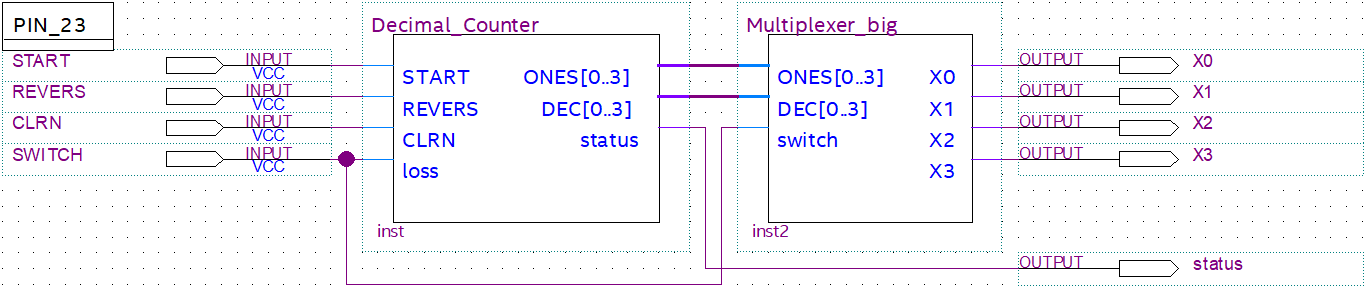 PIN_23
START INPUT VCC
REVERS INPUT VCC
CLRN INPUT VCC
SWITCH INPUT VCC
Decimal_Counter
START ONES[0..3]
REVERS DEC[0..3]
CLRN status
loss
inst
Multiplexer_big
ONES[0..3] X0
DEC[0..3] X1
switch X2
X3
inst2
OUTPUT X0
OUTPUT X1
OUTPUT X2
OUTPUT X3
OUTPUT status